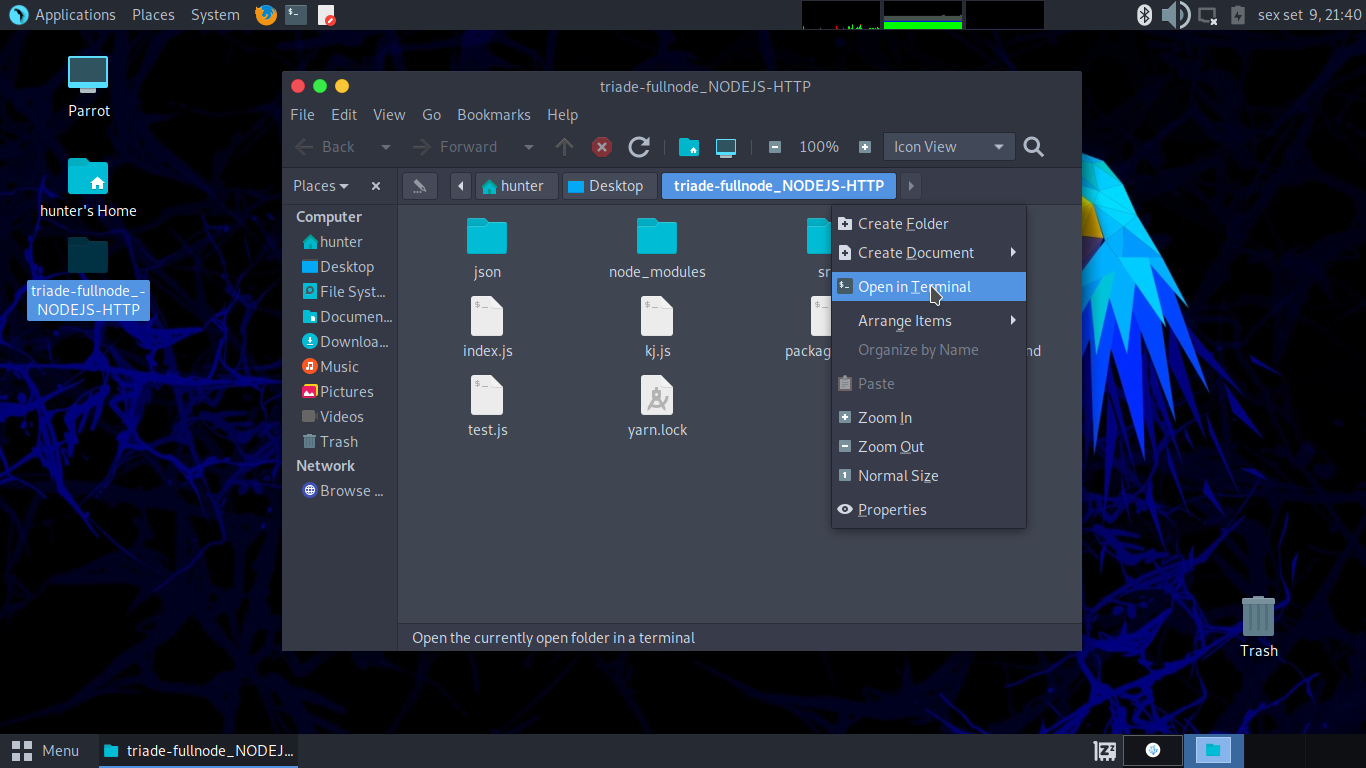 Applications Places System
sex set 9, 21:40
Parrot
hunter's Home
triade-fullnode_-
NODEJS-HTTP
triade-fullnode_NODEJS-HTTP
File Edit View Go Bookmarks Help
Back Forward 100% Icon View
Places hunter Desktop triade-fullnode_NODEJS-HTTP
Computer
hunter
Desktop
File Syst...
Documen...
Downloa...
Music
Pictures
Videos
Trash
Network
Browse ...
json node_modules sr
index.js kj.js packag nd
test.js yarn.lock
Create Folder
Create Document
Open in Terminal
Arrange Items
Organize by Name
Paste
Zoom In
Zoom Out
Normal Size
Properties
Open the currently open folder in a terminal
Trash
Menu triade-fullnode_NODEJ...